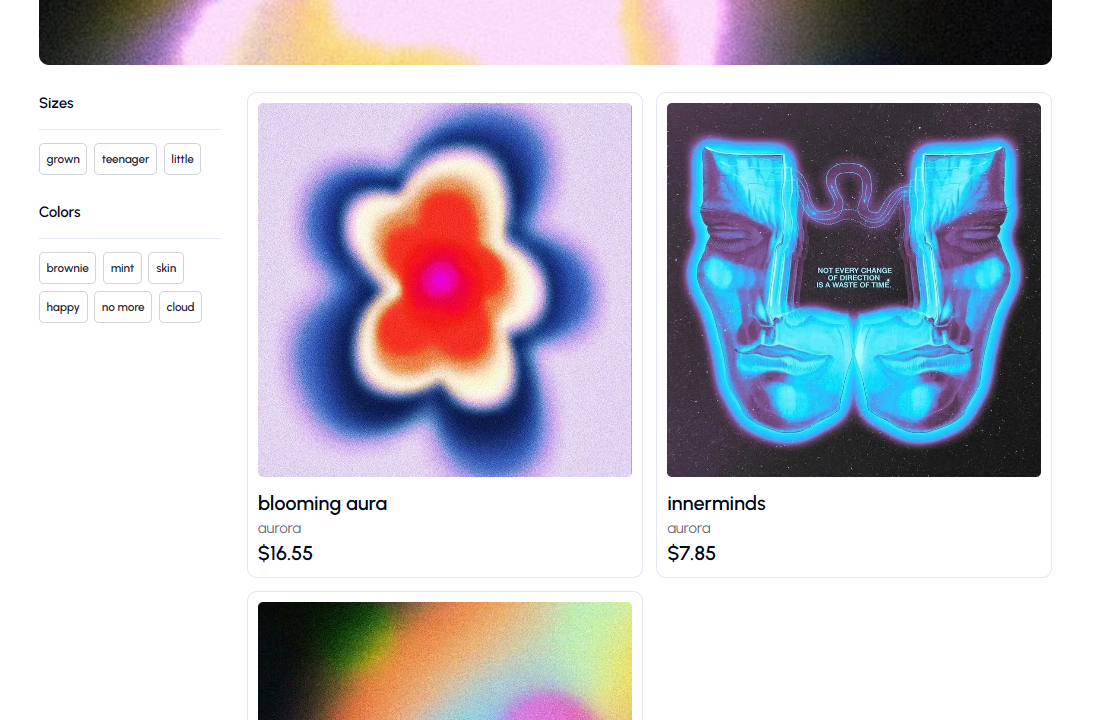 Sizes
grown teenager little
Colors
brownie mint skin
happy no more cloud
NOT EVERY CHANGE
OF DIRECTION
IS A WASTE OF TIME.
blooming aura
aurora
$16.55
innerminds
aurora
$7.85